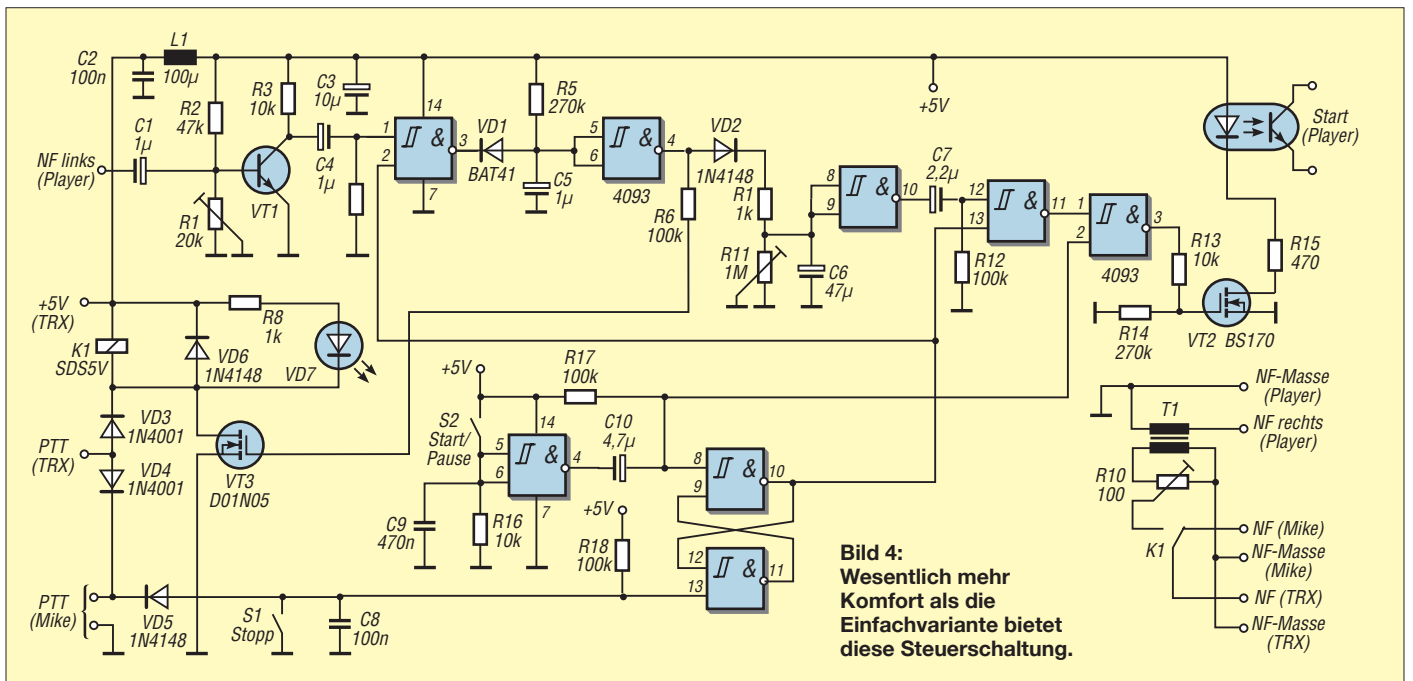 C2
100n
L1
100µ
R2
47k
R3
10k
C3
10µ
C1
1µ
NF links
(Player)
R1
20k
VT1
C4
1µ
14
1
2
&
3
7
VD1
BAT41
R5
270k
C5
1µ
5
6
&
4
4093
R6
100k
VD2
1N4148
R1
1k
R11
1M
C6
47µ
8
9
&
10
C7
2,2µ
R12
100k
12
13
&
11
+5V
1
2
&
3
4093
R13
10k
R14
270k
VT2 BS170
R15
470
Start
(Player)
+5V
(TRX)
K1
SDS5V
R8
1k
VD6
1N4148
VD7
VD3
1N4001
PTT
(TRX)
VD4
1N4001
VT3
D01N05
PTT
(Mike)
VD5
1N4148
S1
Stopp
C8
100n
+5V
S2
Start/
Pause
R17
100k
14
5
6
&
4
7
C10
4,7µ
C9
470n
R16
10k
+5V
R18
100k
8
9
&
10
12
13
&
11
NF-Masse
(Player)
T1
NF rechts
(Player)
R10
100
K1
NF (Mike)
NF-Masse
(Mike)
NF (TRX)
NF-Masse
(TRX)
Bild 4:
Wesentlich mehr
Komfort als die
Einfachvariante bietet
diese Steuerschaltung.